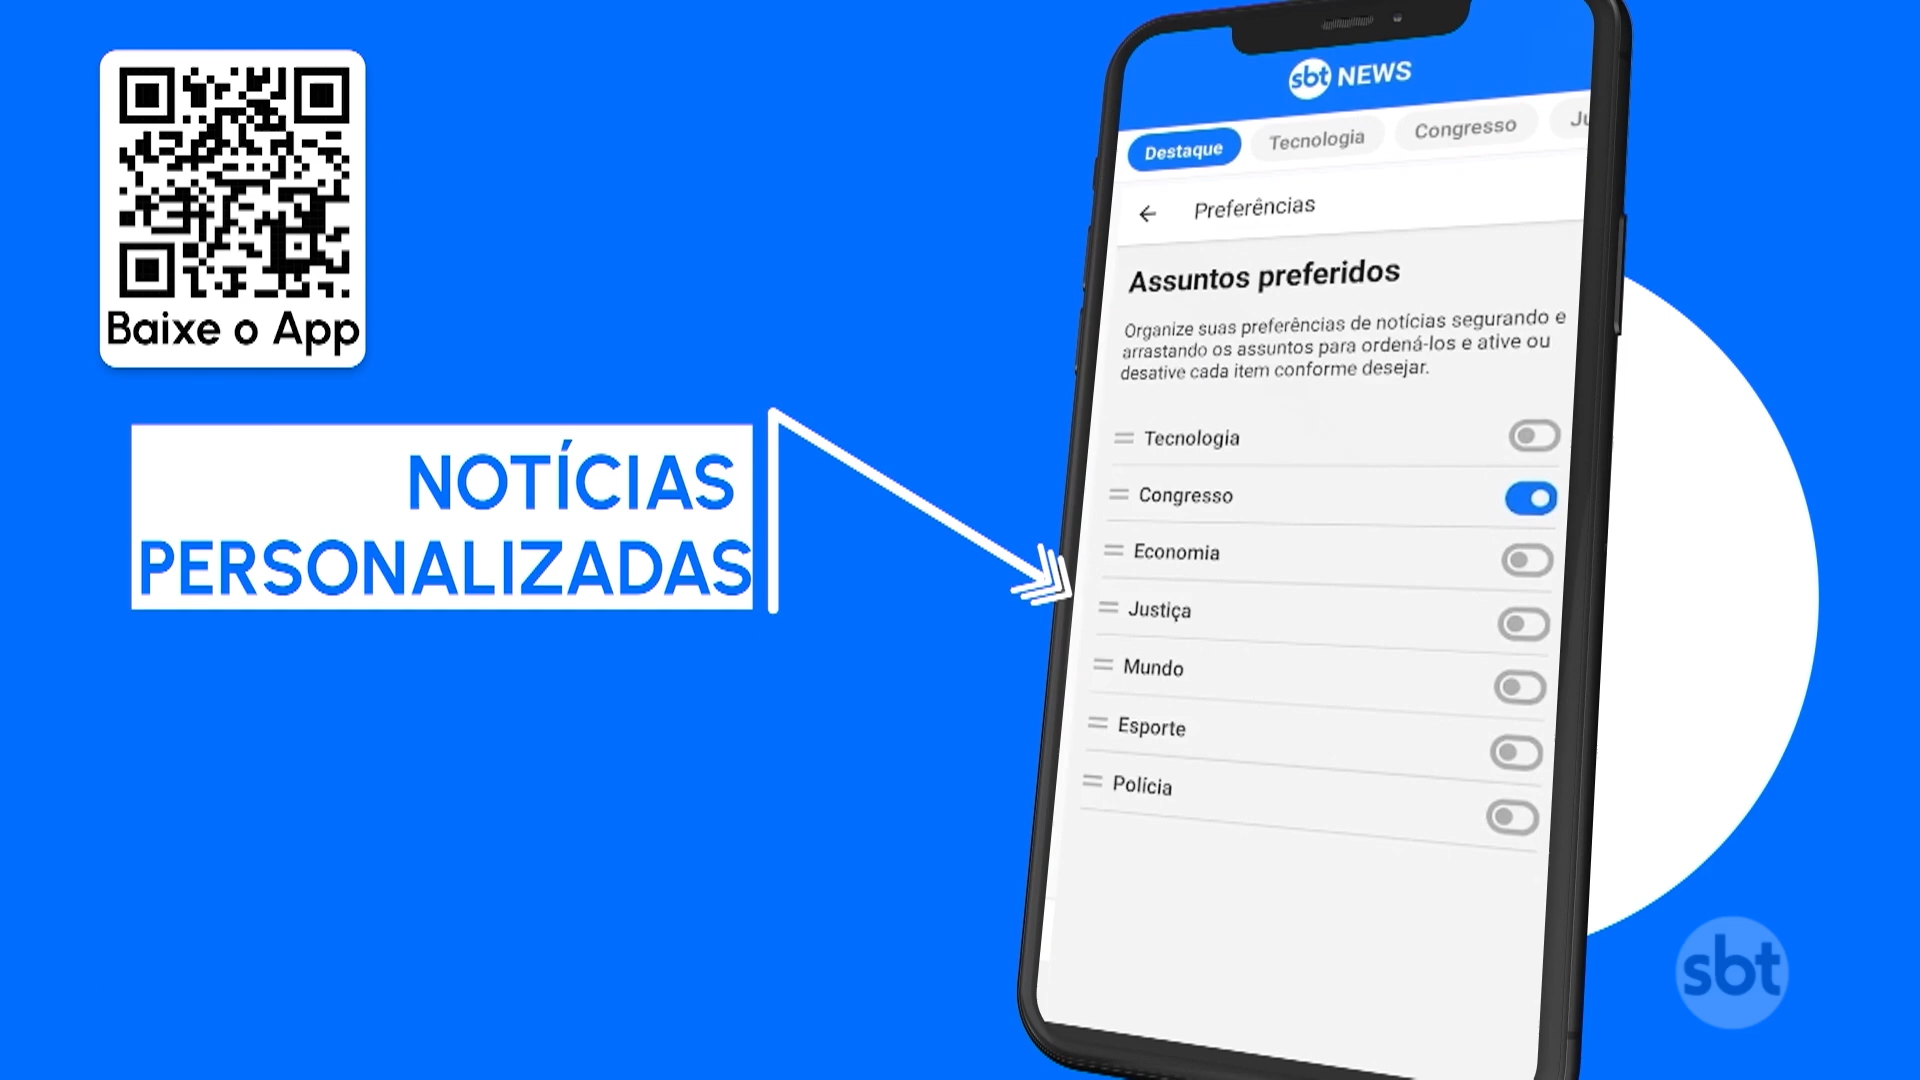 Baixe o App
NOTÍCIAS
PERSONALIZADAS
sbt NEWS
Destaque
Tecnologia
Congresso
Ju
Preferências
Assuntos preferidos
Organize suas preferências de notícias segurando e
arrastando os assuntos para ordená-los e ative ou
desative cada item conforme desejar.
Tecnologia
Congresso
Economia
Justiça
Mundo
Esporte
Polícia
sbt